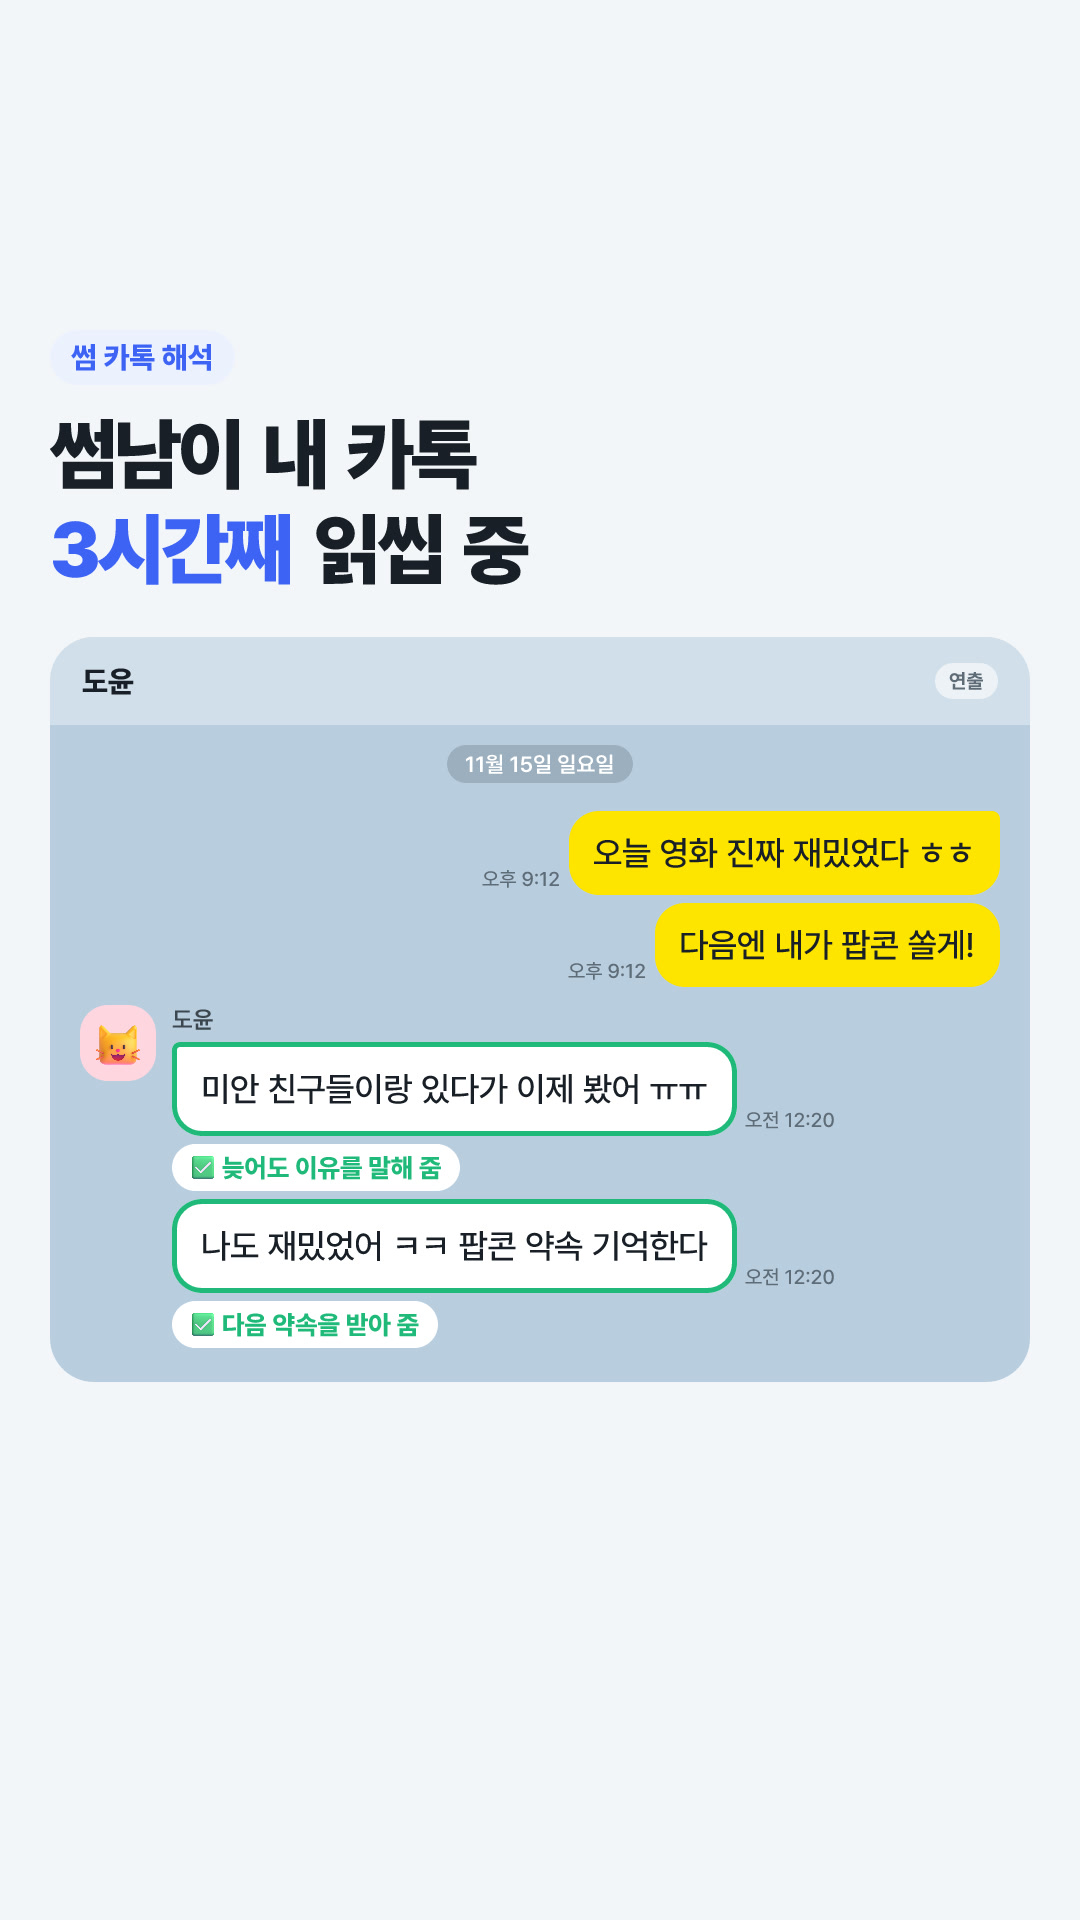 썸 카톡 해석
썸남이 내 카톡
3시간째 읽씹 중
도윤
연출
11월 15일 일요일
오늘 영화 진짜 재밌었다 ㅎㅎ
오후 9:12
다음엔 내가 팝콘 쏠게!
오후 9:12
도윤
미안 친구들이랑 있다가 이제 봤어 ㅠㅠ
오전 12:20
✅ 늦어도 이유를 말해 줌
나도 재밌었어 ㅋㅋ 팝콘 약속 기억한다
오전 12:20
✅ 다음 약속을 받아 줌